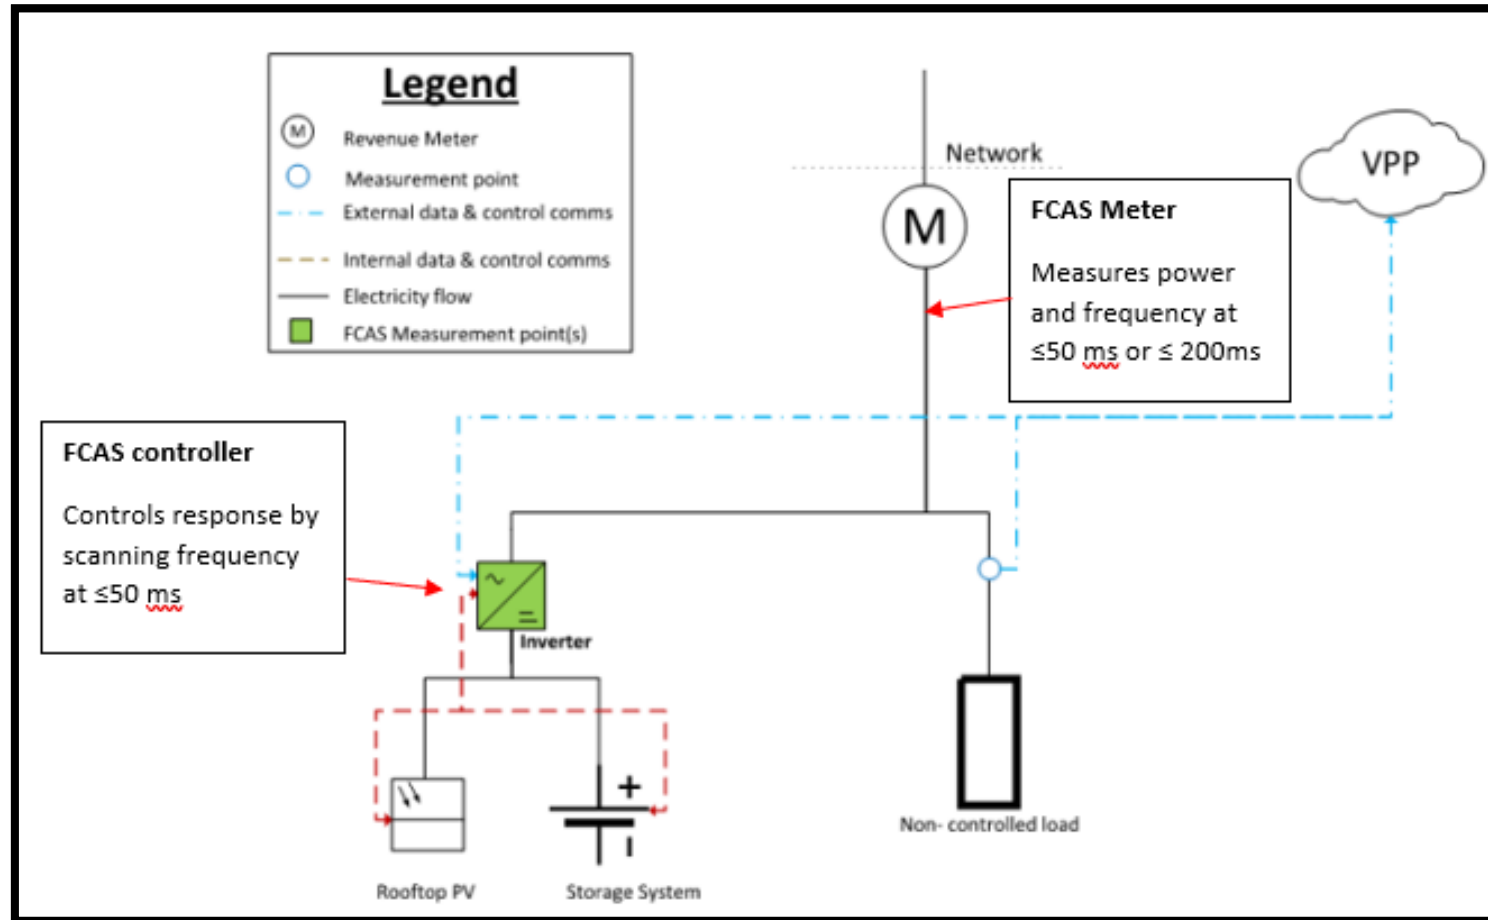 Legend
M
Revenue Meter
Measurement point
External data & control comms
Internal data & control comms
Electricity flow
FCAS Measurement point(s)
Network
M
VPP
FCAS Meter
Measures power
and frequency at
≤50 ms or ≤ 200ms
FCAS controller
Controls response by
scanning frequency
at ≤50 ms
Inverter
+
Rooftop PV
Storage System
Non- controlled load